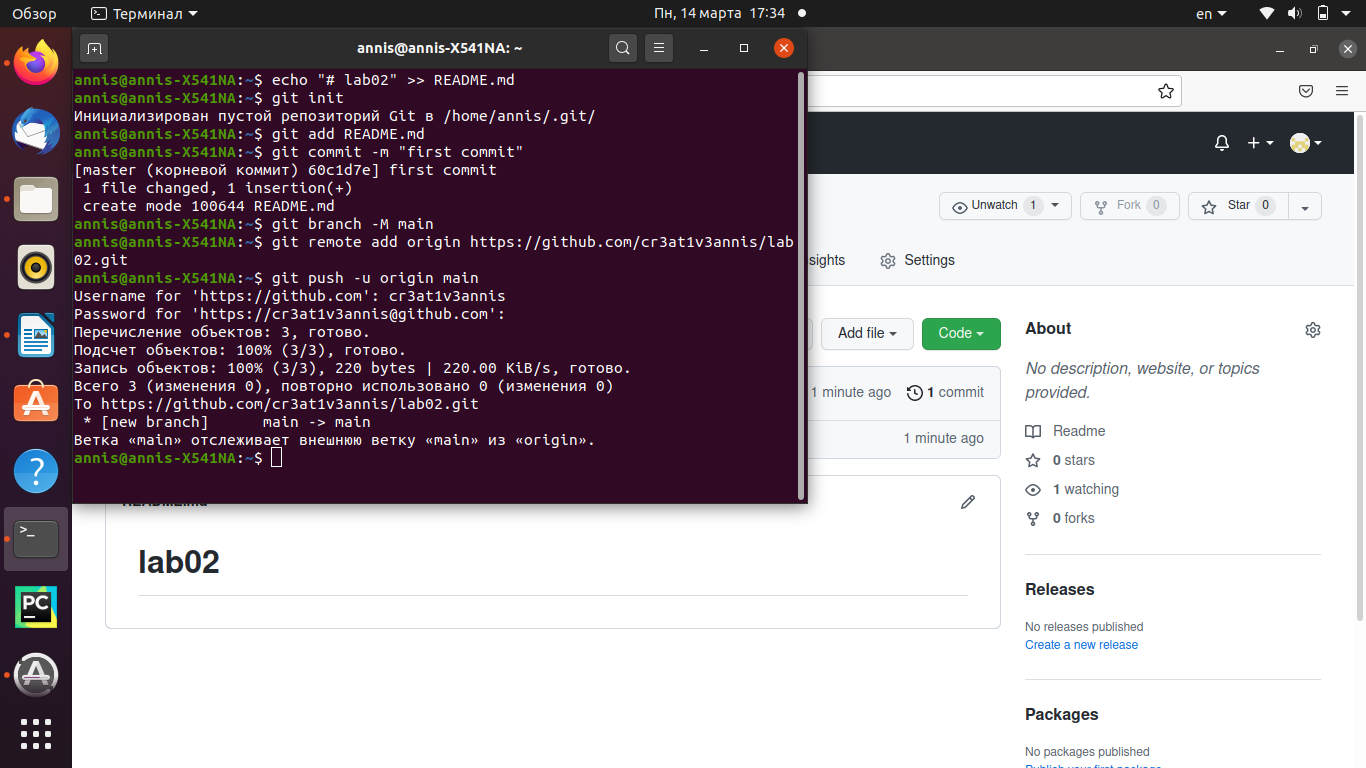 Обзор
Терминал
Пн, 14 марта 17:34
en
annis@annis-X541NA: ~
annis@annis-X541NA:~$ echo "# lab02" >> README.md
annis@annis-X541NA:~$ git init
Инициализирован пустой репозиторий Git в /home/annis/.git/
annis@annis-X541NA:~$ git add README.md
annis@annis-X541NA:~$ git commit -m "first commit"
[master (корневой коммит) 60c1d7e] first commit
1 file changed, 1 insertion(+)
create mode 100644 README.md
annis@annis-X541NA:~$ git branch -M main
annis@annis-X541NA:~$ git remote add origin https://github.com/cr3at1v3annis/lab
02.git
annis@annis-X541NA:~$ git push -u origin main
Username for 'https://github.com': cr3at1v3annis
Password for 'https://cr3at1v3annis@github.com':
Перечисление объектов: 3, готово.
Подсчет объектов: 100% (3/3), готово.
Запись объектов: 100% (3/3), 220 bytes | 220.00 KiB/s, готово.
Всего 3 (изменения 0), повторно использовано 0 (изменения 0)
To https://github.com/cr3at1v3annis/lab02.git
* [new branch]      main -> main
Ветка «main» отслеживает внешнюю ветку «main» из «origin».
annis@annis-X541NA:~$
Unwatch 1
Fork 0
Star 0
sights
Settings
Add file
Code
1 minute ago
1 commit
1 minute ago
lab02
About
No description, website, or topics
provided.
Readme
0 stars
1 watching
0 forks
Releases
No releases published
Create a new release
Packages
No packages published
Publish your first package
PC